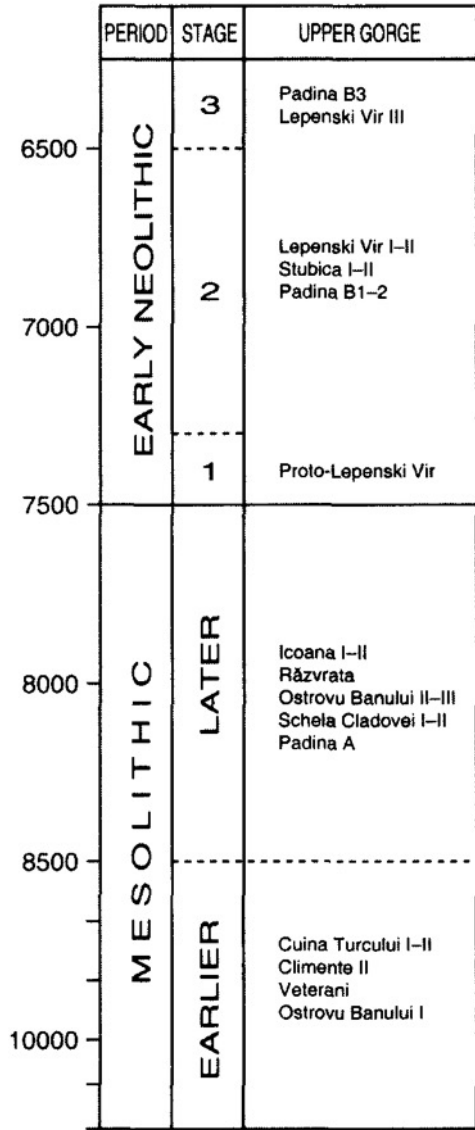 PERIOD STAGE UPPER GORGE
EARLY NEOLITHIC
3
Padina B3
Lepenski Vir III
6500
2
Lepenski Vir I–II
Stubica I–II
Padina B1–2
7000
1
Proto-Lepenski Vir
7500
MESOLITHIC
LATER
Icoana I–II
Răzvrata
Ostrovu Banului II–III
Schela Cladovei I–II
Padina A
8000
8500
EARLIER
Cuina Turcului I–II
Climente II
Veterani
Ostrovu Banului I
10000